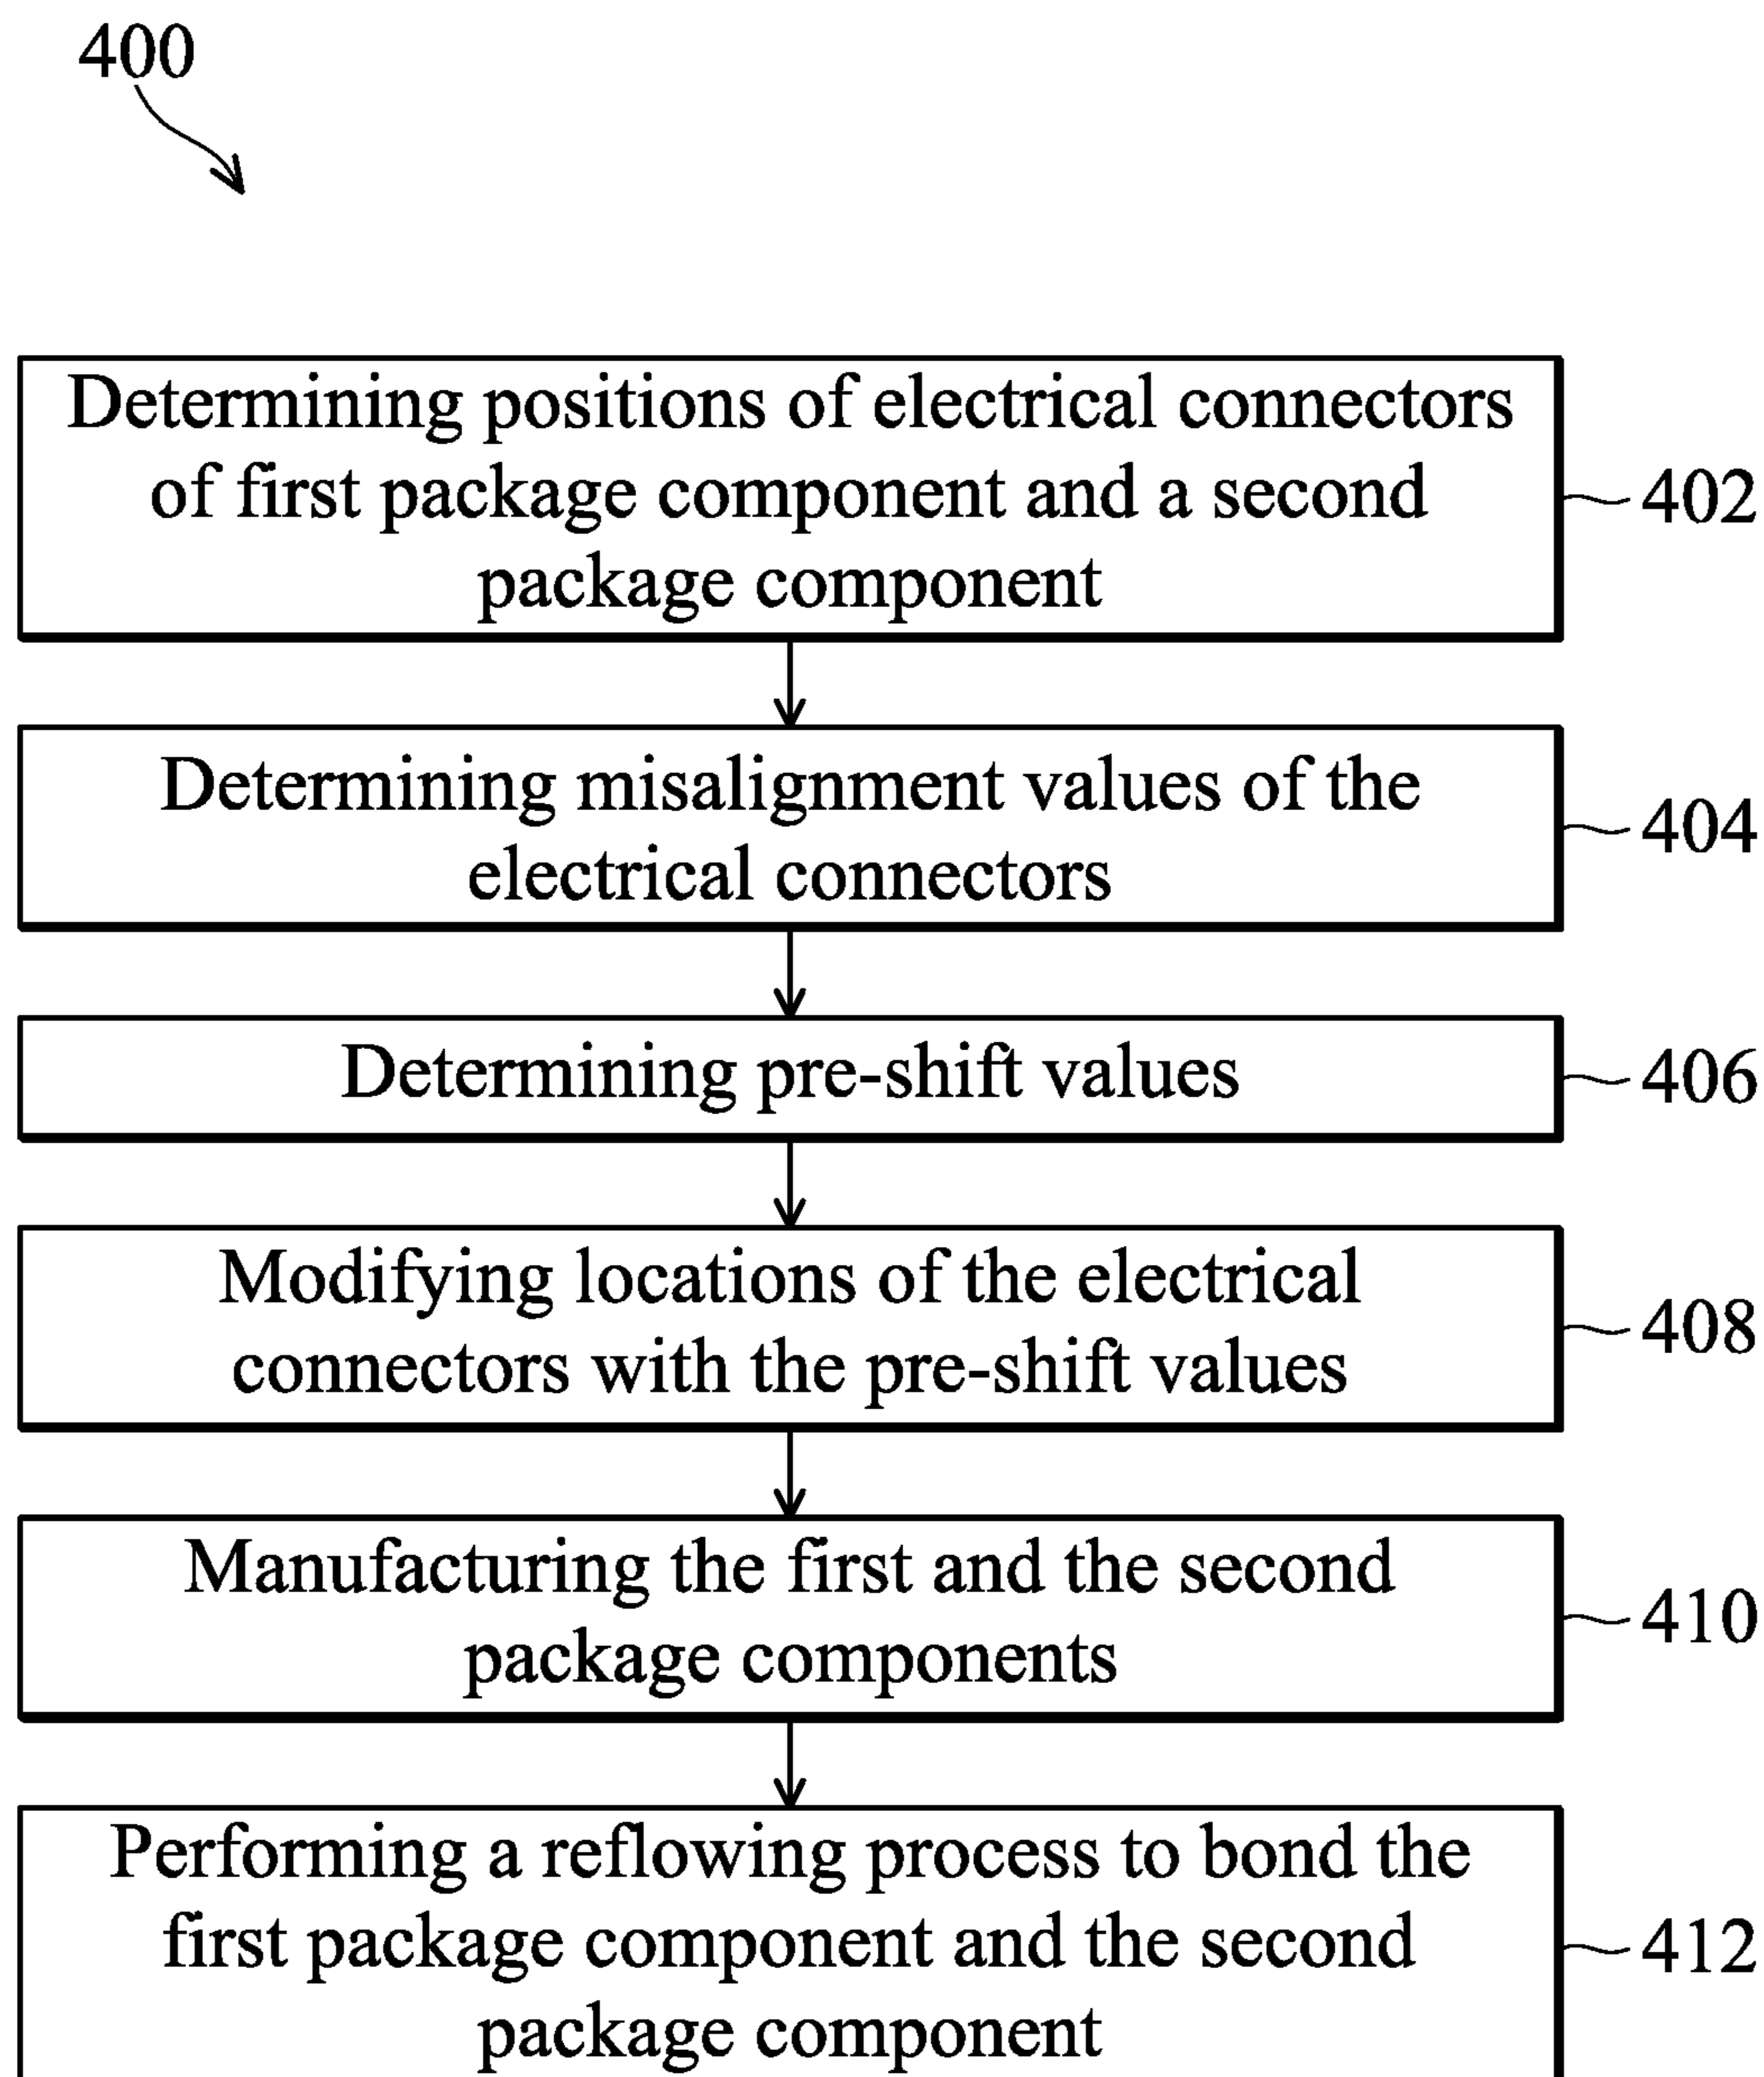 400
Determining positions of electrical connectors
of first package component and a second
package component
402
Determining misalignment values of the
electrical connectors
404
Determining pre-shift values
406
Modifying locations of the electrical
connectors with the pre-shift values
408
Manufacturing the first and the second
package components
410
Performing a reflowing process to bond the
first package component and the second
package component
412